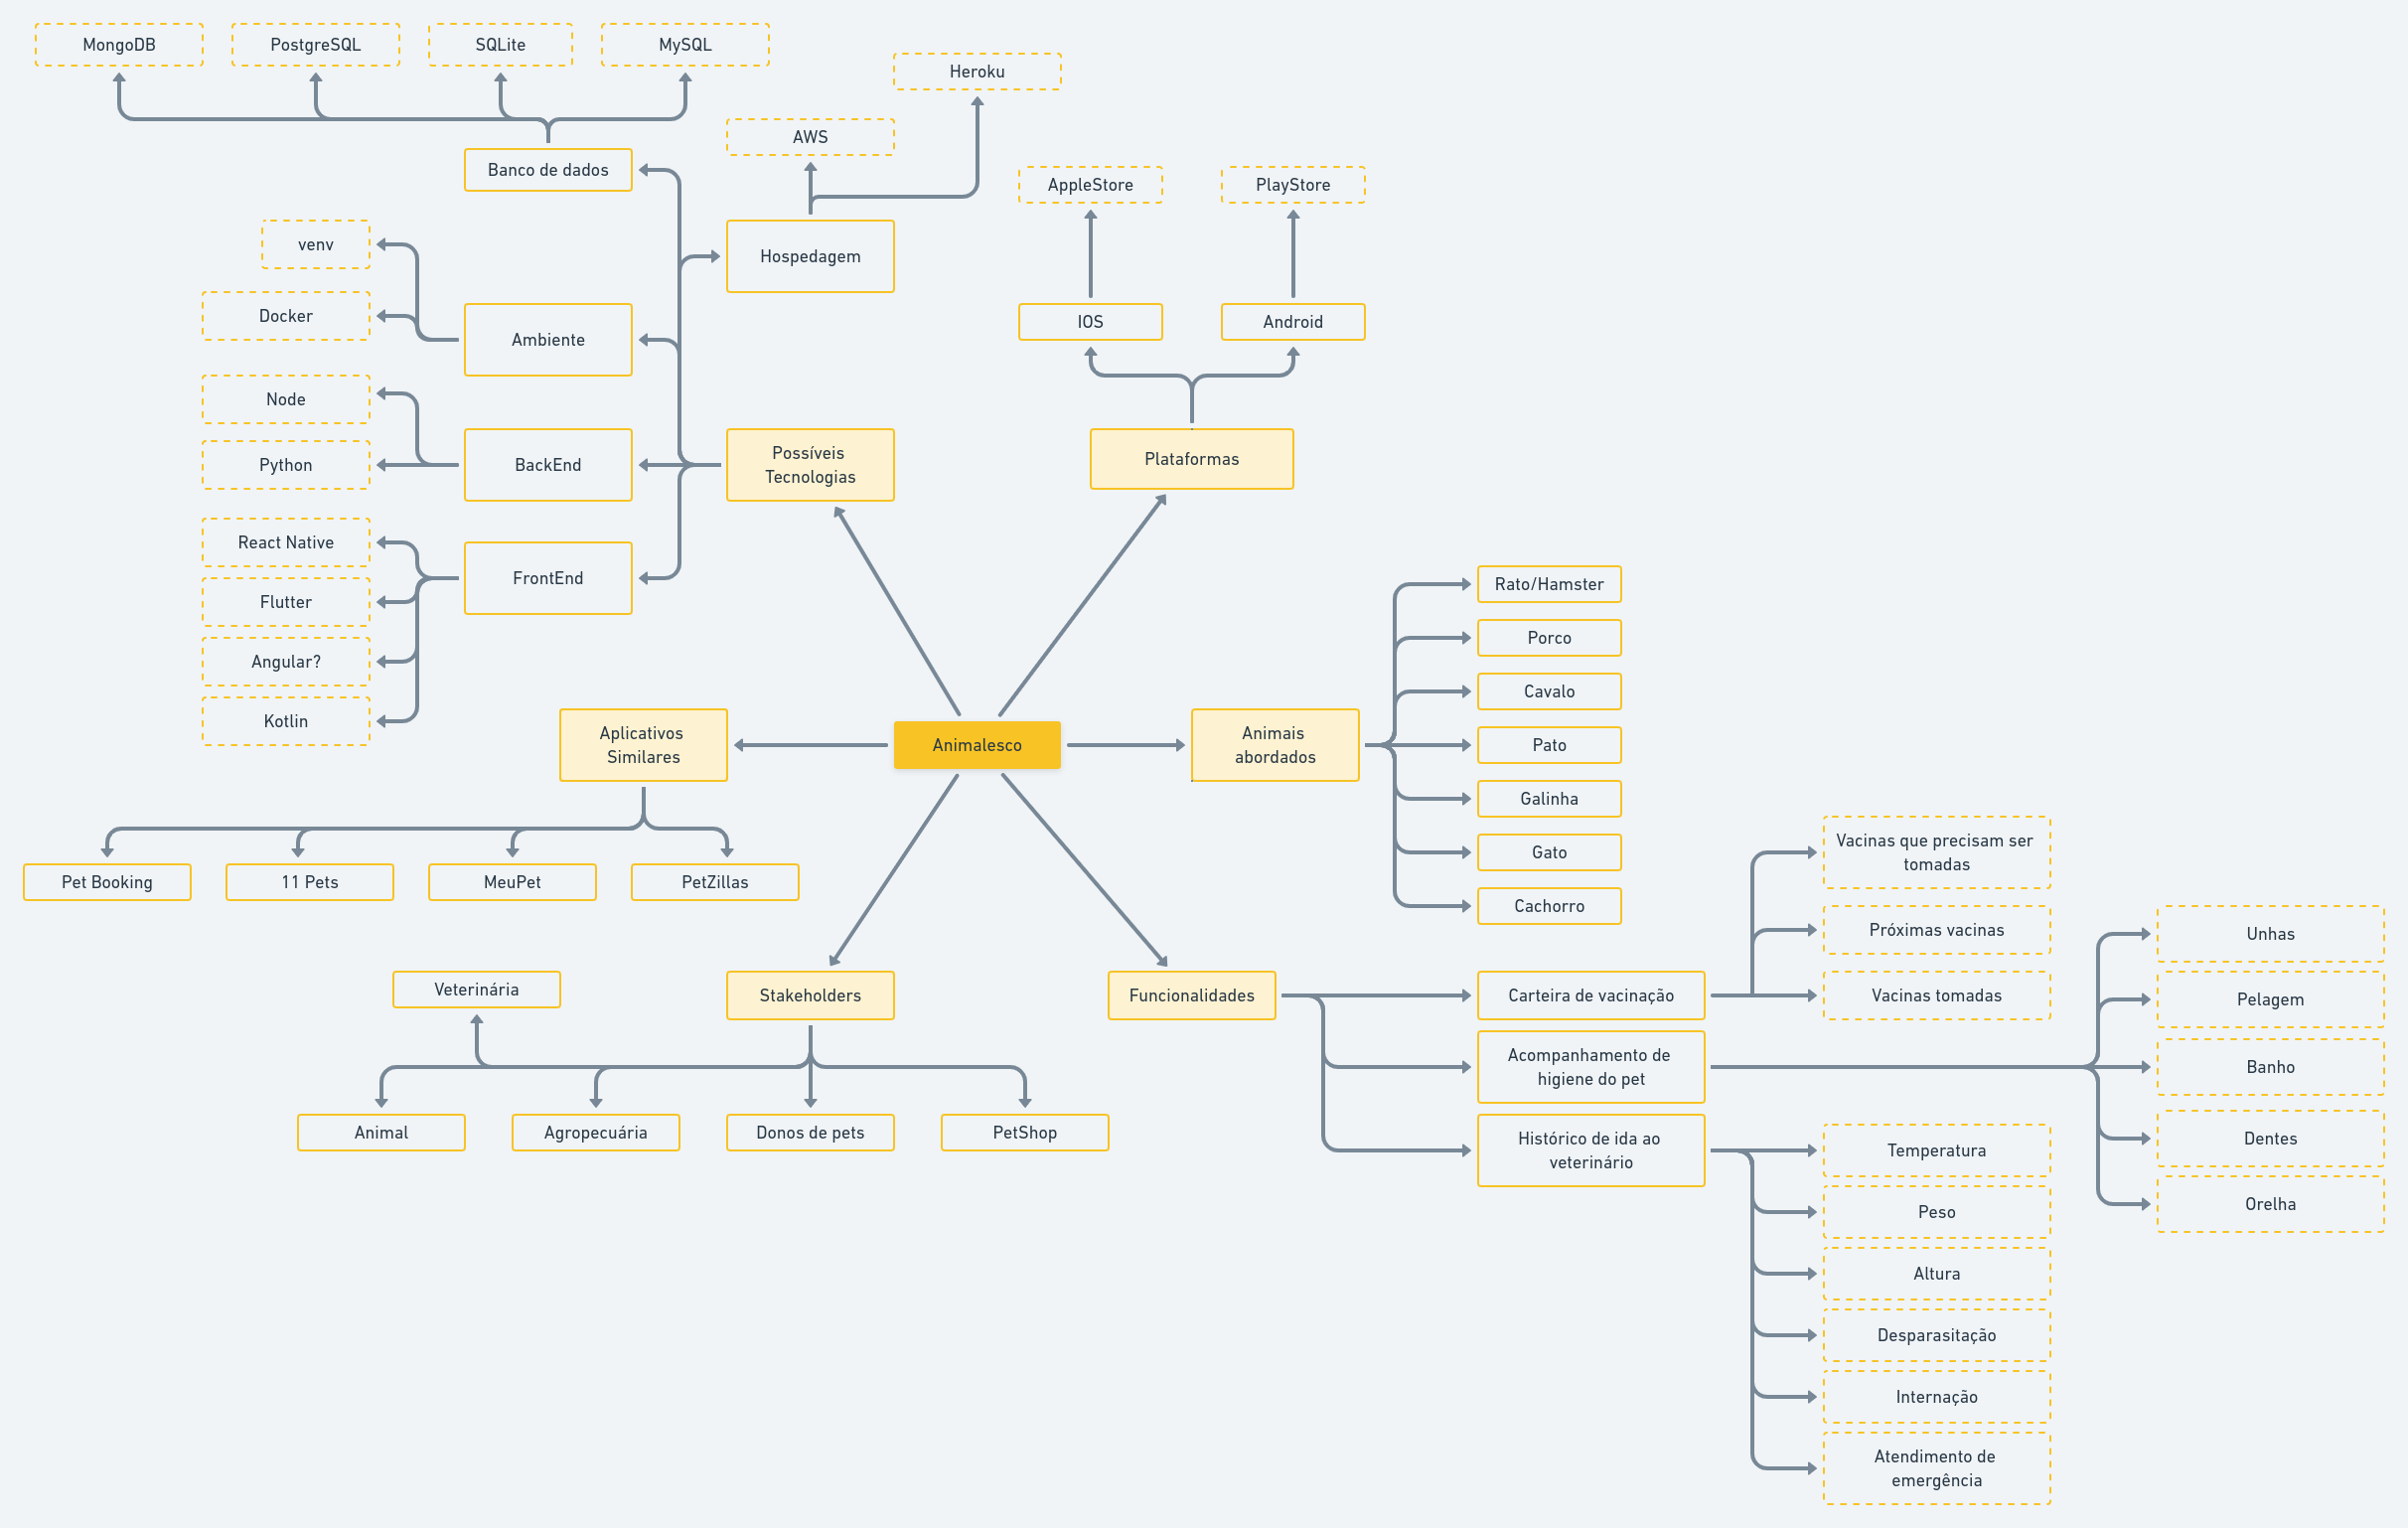 MongoDB
PostgreSQL
SQLite
MySQL
Heroku
AWS
Banco de dados
AppleStore
PlayStore
venv
Hospedagem
Docker
Ambiente
IOS
Android
Node
BackEnd
Python
Possíveis
Tecnologias
Plataformas
React Native
FrontEnd
Flutter
Angular?
Kotlin
Rato/Hamster
Porco
Cavalo
Pato
Galinha
Gato
Cachorro
Aplicativos
Similares
Animalesco
Animais
abordados
Pet Booking
11 Pets
MeuPet
PetZillas
Vacinas que precisam ser
tomadas
Próximas vacinas
Vacinas tomadas
Veterinária
Stakeholders
Funcionalidades
Carteira de vacinação
Acompanhamento de
higiene do pet
Histórico de ida ao
veterinário
Unhas
Pelagem
Banho
Dentes
Orelha
Animal
Agropecuária
Donos de pets
PetShop
Temperatura
Peso
Altura
Desparasitação
Internação
Atendimento de
emergência